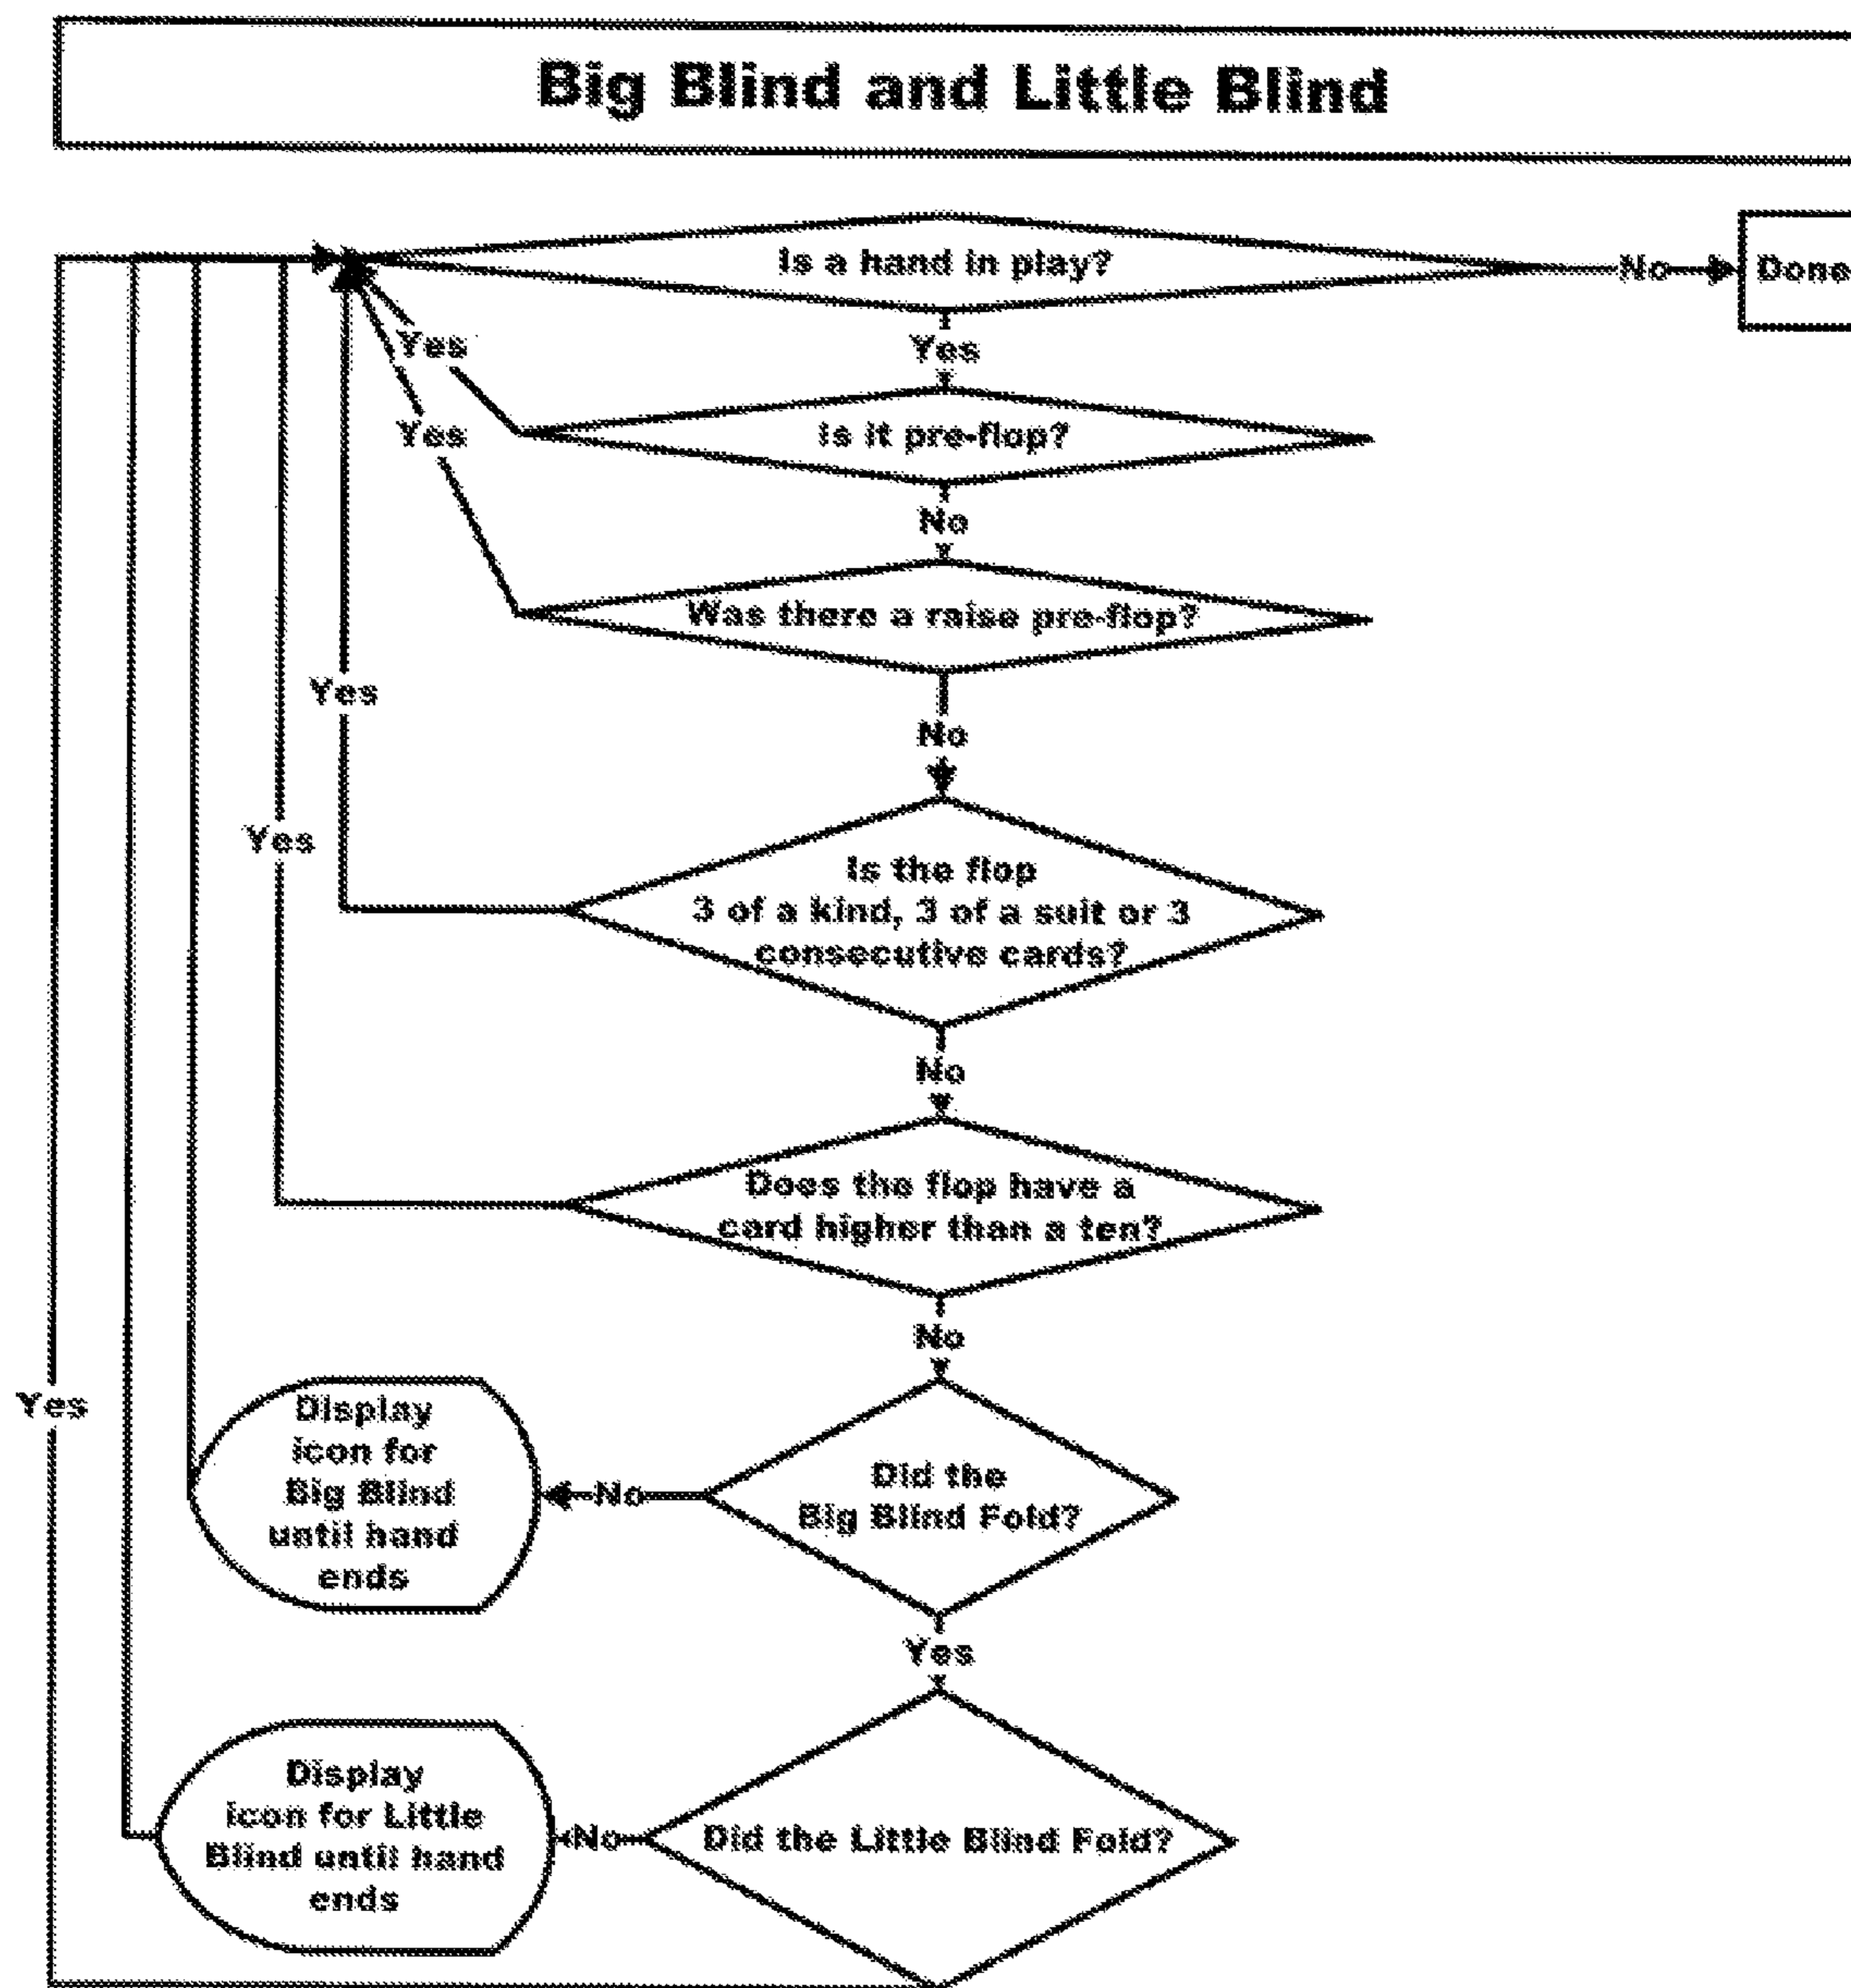 Big Blind and Little Blind
Is a hand in play?
No
Done
Yes
Yes
Is it pre-flop?
Yes
No
Was there a raise pre-flop?
Yes
No
Is the flop
3 of a kind, 3 of a suit or 3
consecutive cards?
Yes
No
Does the flop have a
card higher than a ten?
No
Yes
Display
icon for
Big Blind
until hand
ends
No
Did the
Big Blind Fold?
Yes
Display
icon for Little
Blind until hand
ends
No
Did the Little Blind Fold?